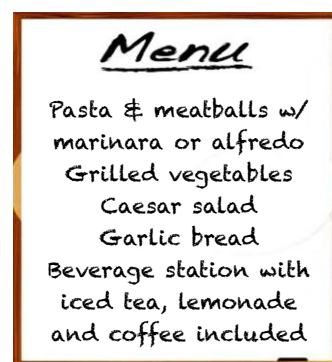 Menu
Pasta & meatballs w/
marinara or alfredo
Grilled vegetables
Caesar salad
Garlic bread
Beverage station with
iced tea, lemonade
and coffee included